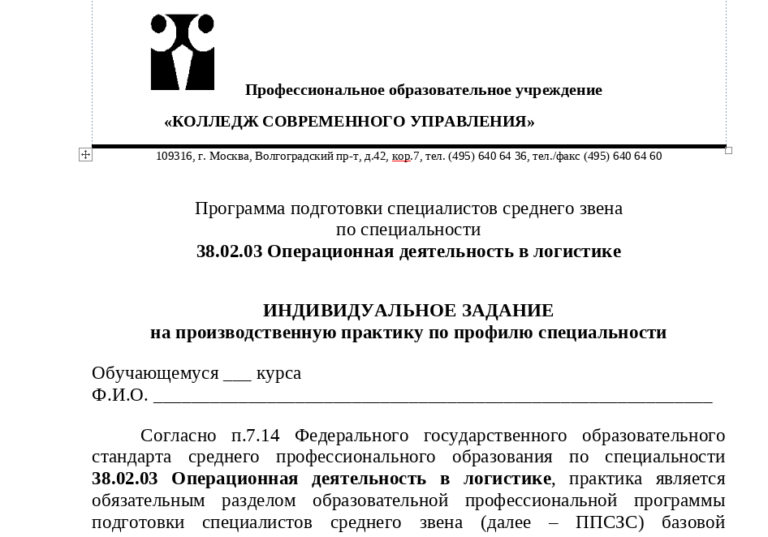 Профессиональное образовательное учреждение
«КОЛЛЕДЖ СОВРЕМЕННОГО УПРАВЛЕНИЯ»
109316, г. Москва, Волгоградский пр-т, д.42, кор.7, тел. (495) 640 64 36, тел./факс (495) 640 64 60
Программа подготовки специалистов среднего звена
по специальности
38.02.03 Операционная деятельность в логистике
ИНДИВИДУАЛЬНОЕ ЗАДАНИЕ
на производственную практику по профилю специальности
Обучающемуся ___ курса
Ф.И.О. ____________________________________________________________
Согласно п.7.14 Федерального государственного образовательного
стандарта среднего профессионального образования по специальности
38.02.03 Операционная деятельность в логистике, практика является
обязательным разделом образовательной профессиональной программы
подготовки специалистов среднего звена (далее – ППСЗС) базовой